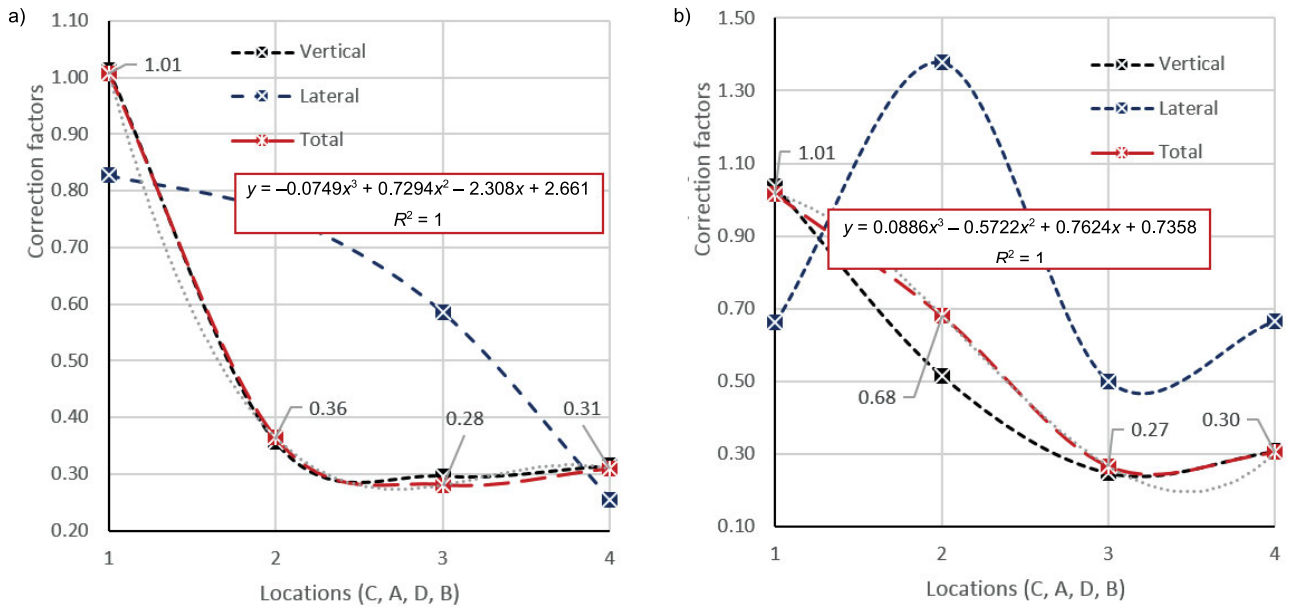 a)
Correction factors
1.10
1.00
0.90
0.80
0.70
0.60
0.50
0.40
0.30
0.20
Vertical
Lateral
Total
1.01
y = –0.0749x³ + 0.7294x² – 2.308x + 2.661
R² = 1
0.36
0.28
0.31
1 2 3 4
Locations (C, A, D, B)
b)
Correction factors
1.50
1.30
1.10
0.90
0.70
0.50
0.30
0.10
Vertical
Lateral
Total
1.01
y = 0.0886x³ – 0.5722x² + 0.7624x + 0.7358
R² = 1
0.68
0.27
0.30
1 2 3 4
Locations (C, A, D, B)